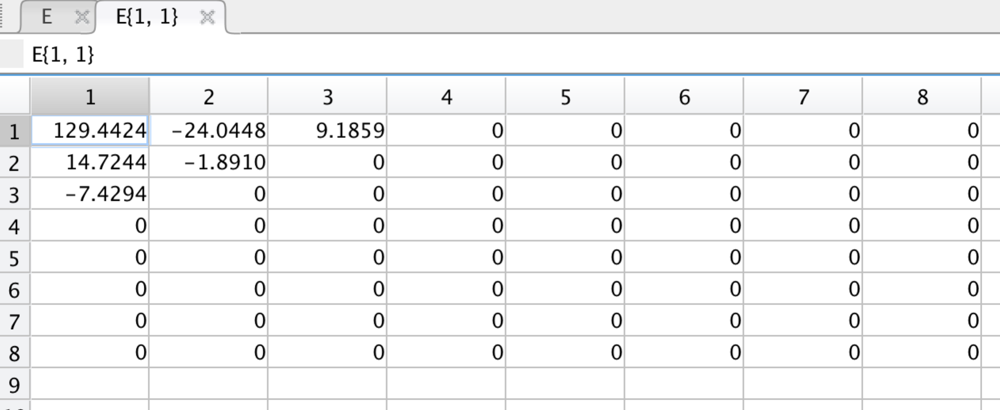 E E{1, 1}
E{1, 1}
1 2 3 4 5 6 7 8
1 129.4424 -24.0448 9.1859 0 0 0 0 0
2 14.7244 -1.8910 0 0 0 0 0 0
3 -7.4294 0 0 0 0 0 0 0
4 0 0 0 0 0 0 0 0
5 0 0 0 0 0 0 0 0
6 0 0 0 0 0 0 0 0
7 0 0 0 0 0 0 0 0
8 0 0 0 0 0 0 0 0
9